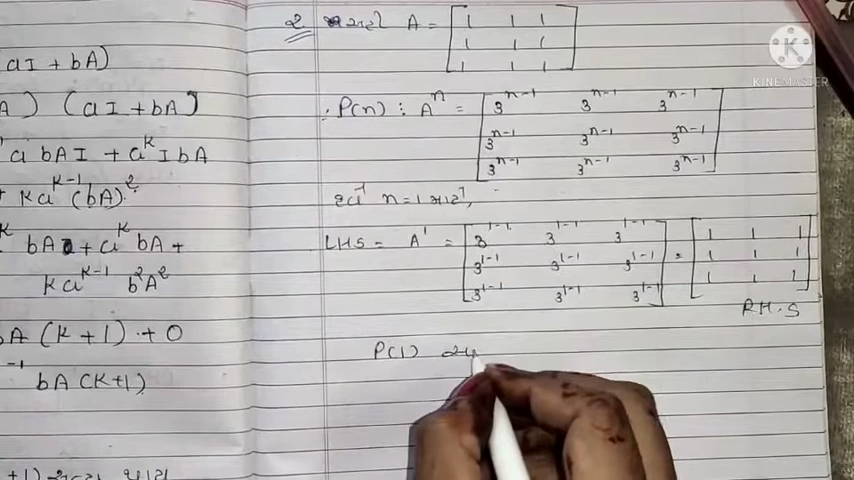 aI + bA)
A) (aI + bA)
a bAI + a^k I bA
+ K a^{K-1} (bA)^2
K bA + a^K bA +
K a^{K-1} b^2 A^2
bA (K+1) + 0
-1 bA (K+1)
2 અહીં A = [1 1 1
1 1 1
1 1 1]
P(n) : A^n = [3^{n-1} 3^{n-1} 3^{n-1}
3^{n-1} 3^{n-1} 3^{n-1}
3^{n-1} 3^{n-1} 3^{n-1}]
હવે n=1 માટે,
LHS = A^1 = [3^{1-1} 3^{1-1} 3^{1-1} = [1 1 1
3^{1-1} 3^{1-1} 3^{1-1} 1 1 1
3^{1-1} 3^{1-1} 3^{1-1}] 1 1 1]
R.H.S
P(1)
KINEMASTER